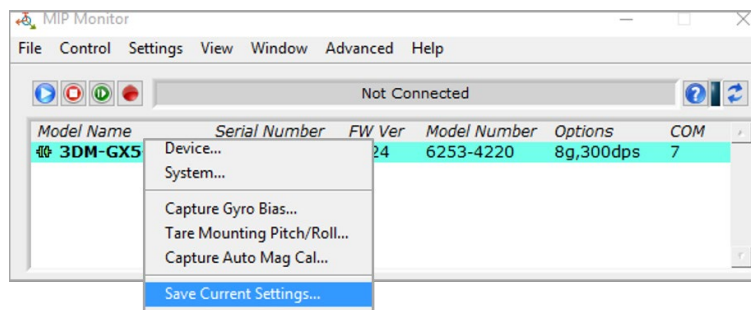 MIP Monitor
File Control Settings View Window Advanced Help
Not Connected
Model Name Serial Number FW Ver Model Number Options COM
3DM-GX5 24 6253-4220 8g,300dps 7
Device...
System...
Capture Gyro Bias...
Tare Mounting Pitch/Roll...
Capture Auto Mag Cal...
Save Current Settings...